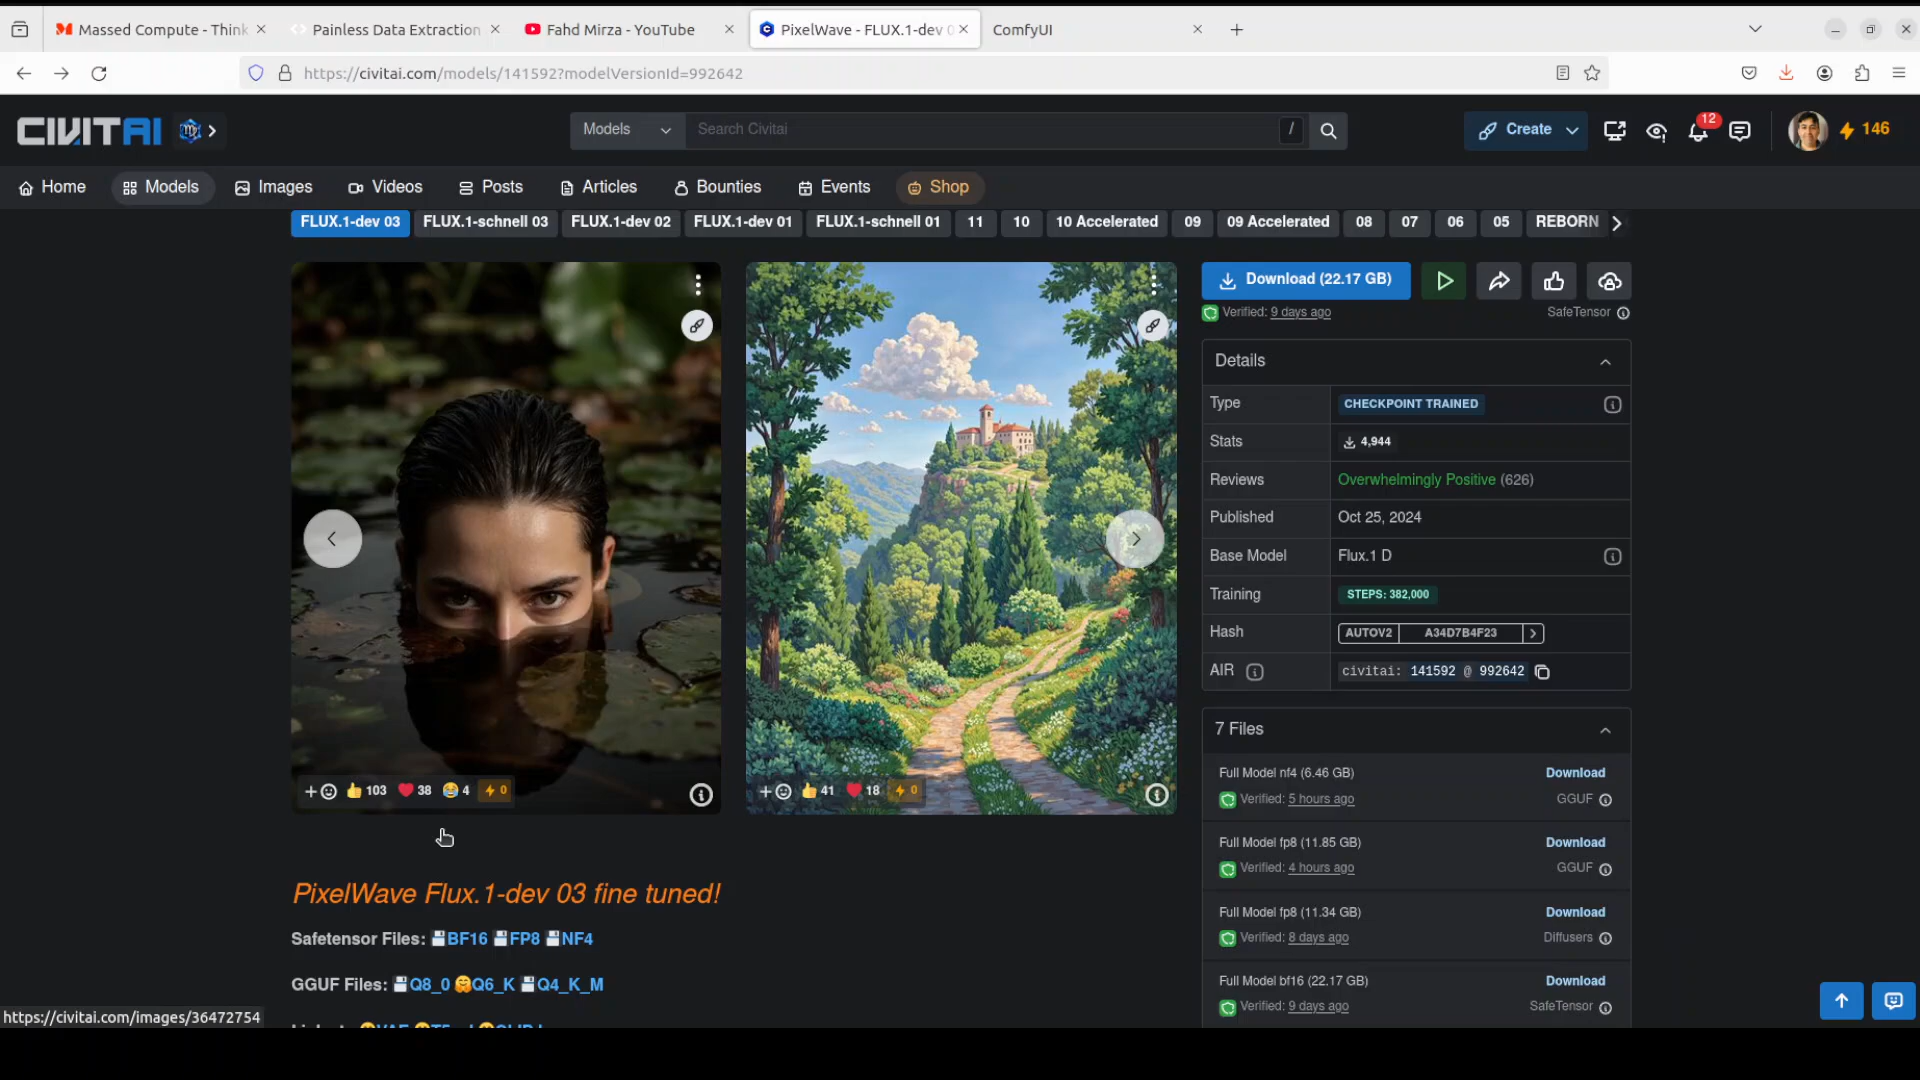 Massed Compute - Think
Painless Data Extraction
Fahd Mirza - YouTube
PixelWave - FLUX.1-dev 0
ComfyUI
https://civitai.com/models/141592?modelVersionId=992642
CIVITAI
Models
Search Civitai
/
Create
12
146
Home
Models
Images
Videos
Posts
Articles
Bounties
Events
Shop
FLUX.1-dev 03
FLUX.1-schnell 03
FLUX.1-dev 02
FLUX.1-dev 01
FLUX.1-schnell 01
11
10
10 Accelerated
09
09 Accelerated
08
07
06
05
REBORN
103
38
4
0
41
18
0
PixelWave Flux.1-dev 03 fine tuned!
Safetensor Files: BF16 FP8 NF4
GGUF Files: Q8_0 Q6_K Q4_K_M
https://civitai.com/images/36472754
Download (22.17 GB)
Verified: 9 days ago
SafeTensor
Details
Type
CHECKPOINT TRAINED
Stats
4,944
Reviews
Overwhelmingly Positive (626)
Published
Oct 25, 2024
Base Model
Flux.1 D
Training
STEPS: 382,000
Hash
AUTOV2
A34D7B4F23
AIR
civitai: 141592 @ 992642
7 Files
Full Model nf4 (6.46 GB)
Download
Verified: 5 hours ago
GGUF
Full Model fp8 (11.85 GB)
Download
Verified: 4 hours ago
GGUF
Full Model fp8 (11.34 GB)
Download
Verified: 8 days ago
Diffusers
Full Model bf16 (22.17 GB)
Download
Verified: 9 days ago
SafeTensor